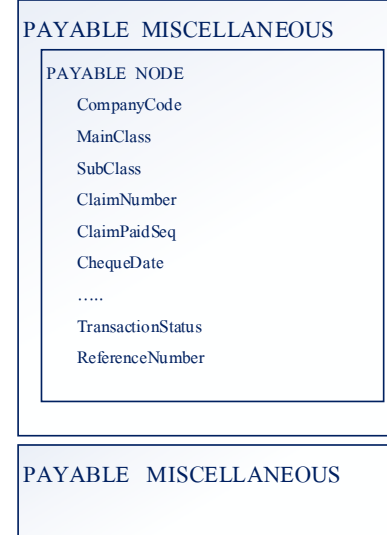 PAYABLE MISCELLANEOUS
PAYABLE NODE
CompanyCode
MainClass
SubClass
ClaimNumber
ClaimPaidSeq
ChequeDate
…..
TransactionStatus
ReferenceNumber
PAYABLE MISCELLANEOUS